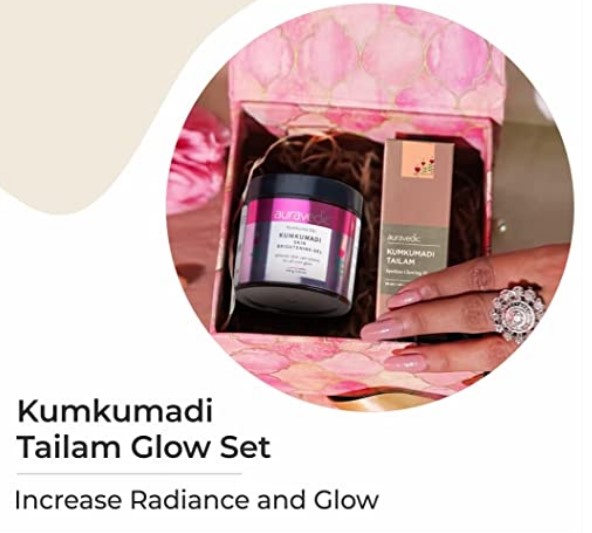 auravedic
KUMKUMADI
SKIN
BRIGHTENING GEL
auravedic
KUMKUMADI
TAILAM
Kumkumadi
Tailam Glow Set
Increase Radiance and Glow